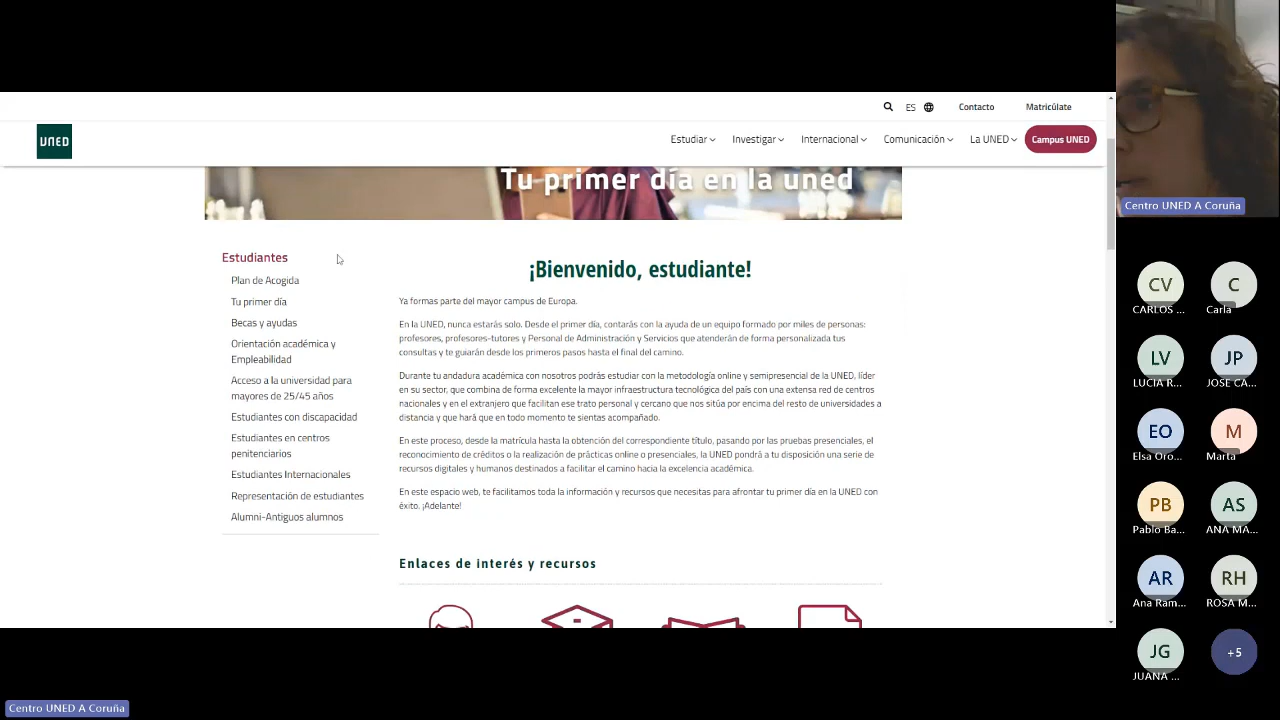 ES
Contacto
Matricúlate
UNED
Estudiar
Investigar
Internacional
Comunicación
La UNED
Campus UNED
Tu primer día en la uned
Estudiantes
Plan de Acogida
Tu primer día
Becas y ayudas
Orientación académica y
Empleabilidad
Acceso a la universidad para
mayores de 25/45 años
Estudiantes con discapacidad
Estudiantes en centros
penitenciarios
Estudiantes Internacionales
Representación de estudiantes
Alumni-Antiguos alumnos
¡Bienvenido, estudiante!
Ya formas parte del mayor campus de Europa.
En la UNED, nunca estarás solo. Desde el primer día, contarás con la ayuda de un equipo formado por miles de personas:
profesores, profesores-tutores y Personal de Administración y Servicios que atenderán de forma personalizada tus
consultas y te guiarán desde los primeros pasos hasta el final del camino.
Durante tu andadura académica con nosotros podrás estudiar con la metodología online y semipresencial de la UNED, líder
en su sector, que combina de forma excelente la mayor infraestructura tecnológica del país con una extensa red de centros
nacionales y en el extranjero que facilitan ese trato personal y cercano que nos sitúa por encima del resto de universidades a
distancia y que hará que en todo momento te sientas acompañado.
En este proceso, desde la matrícula hasta la obtención del correspondiente título, pasando por las pruebas presenciales, el
reconocimiento de créditos o la realización de prácticas online o presenciales, la UNED pondrá a tu disposición una serie de
recursos digitales y humanos destinados a facilitar el camino hacia la excelencia académica.
En este espacio web, te facilitamos toda la información y recursos que necesitas para afrontar tu primer día en la UNED con
éxito. ¡Adelante!
Enlaces de interés y recursos
Centro UNED A Coruña
CV
CARLOS ...
C
Carla
LV
LUCIA R...
JP
JOSE CA...
EO
Elsa Oro...
M
Marta
PB
Pablo Ba...
AS
ANA MA...
AR
Ana Ram...
RH
ROSA M...
JG
JUANA ...
+5
Centro UNED A Coruña